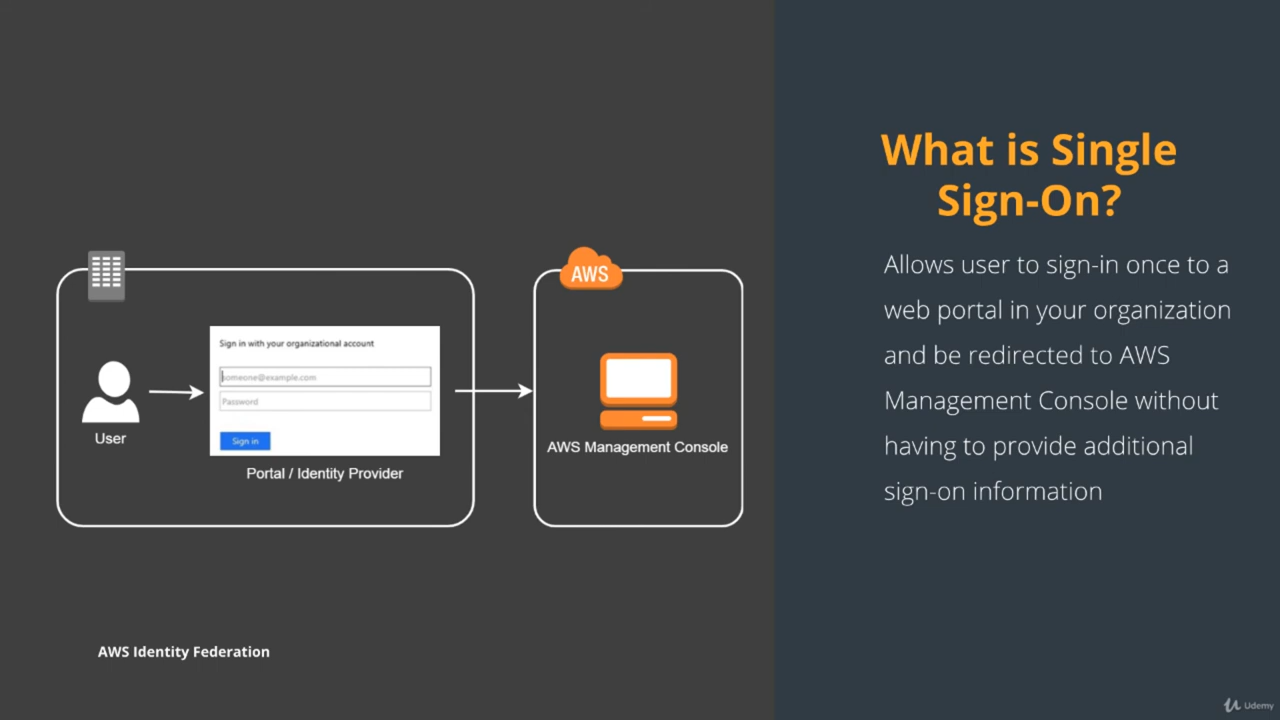 What is Single
Sign-On?
Allows user to sign-in once to a
web portal in your organization
and be redirected to AWS
Management Console without
having to provide additional
sign-on information
AWS
Sign in with your organizational account
someone@example.com
Password
Sign in
User
Portal / Identity Provider
AWS Management Console
AWS Identity Federation
Udemy